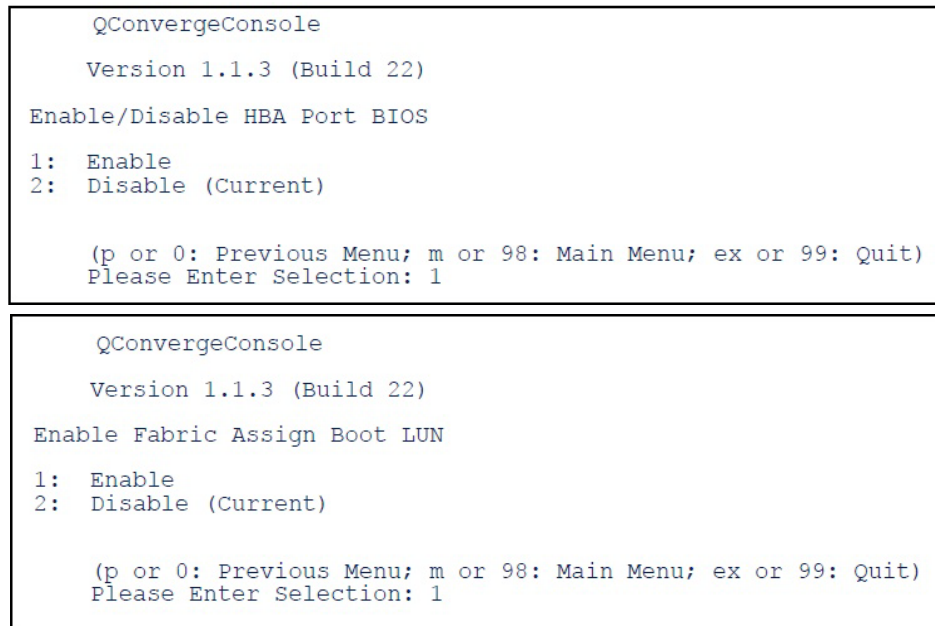 QConvergeConsole
Version 1.1.3 (Build 22)
Enable/Disable HBA Port BIOS
1: Enable
2: Disable (Current)
(p or 0: Previous Menu; m or 98: Main Menu; ex or 99: Quit)
Please Enter Selection: 1
QConvergeConsole
Version 1.1.3 (Build 22)
Enable Fabric Assign Boot LUN
1: Enable
2: Disable (Current)
(p or 0: Previous Menu; m or 98: Main Menu; ex or 99: Quit)
Please Enter Selection: 1